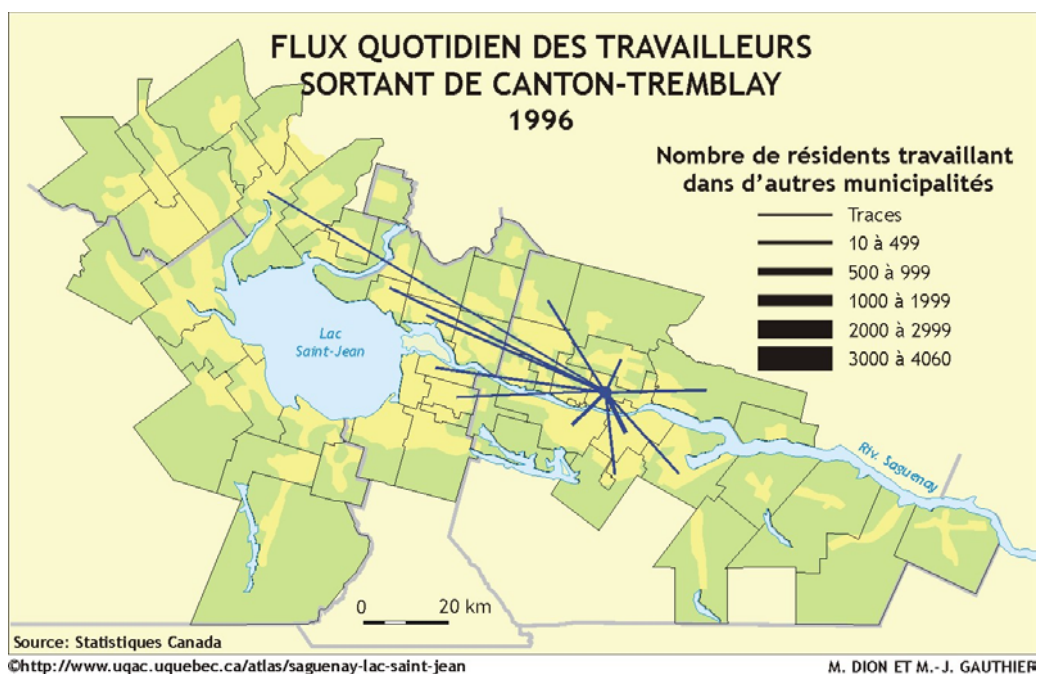 FLUX QUOTIDIEN DES TRAVAILLEURS
SORTANT DE CANTON-TREMBLAY
1996
Nombre de résidents travaillant
dans d'autres municipalités
Traces
10 à 499
500 à 999
1000 à 1999
2000 à 2999
3000 à 4060
Lac
Saint-Jean
Riv. Saguenay
0 20 km
Source: Statistiques Canada
©http://www.uqac.uquebec.ca/atlas/saguenay-lac-saint-jean
M. DION ET M.-J. GAUTHIER